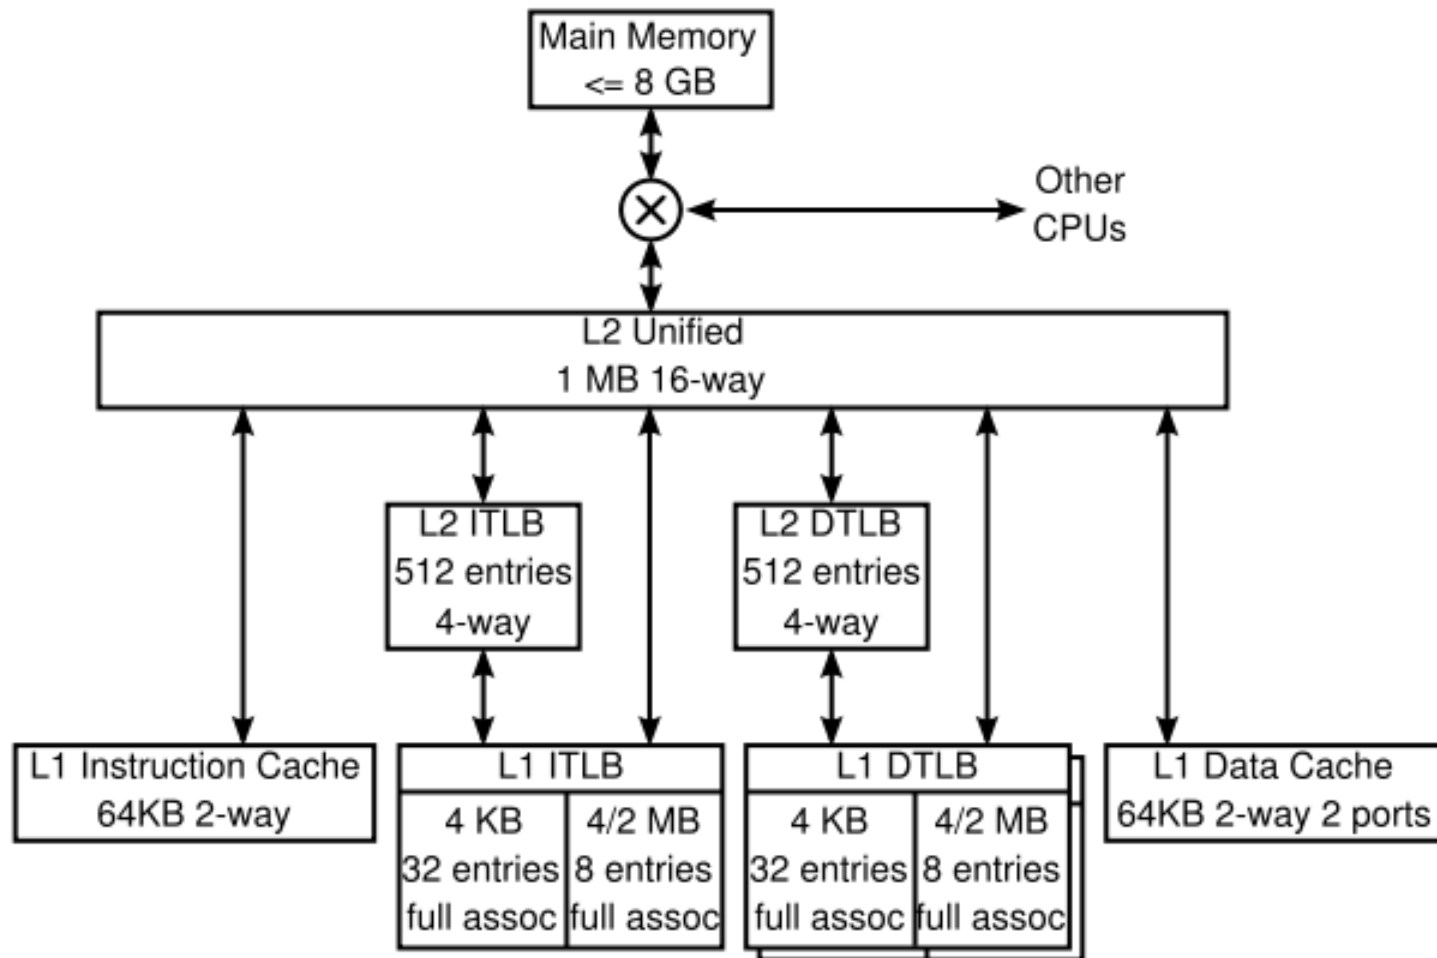 Main Memory
<= 8 GB
Other
CPUs
L2 Unified
1 MB 16-way
L2 ITLB
512 entries
4-way
L2 DTLB
512 entries
4-way
L1 Instruction Cache
64KB 2-way
L1 ITLB
4 KB
32 entries
full assoc
4/2 MB
8 entries
full assoc
L1 DTLB
4 KB
32 entries
full assoc
4/2 MB
8 entries
full assoc
L1 Data Cache
64KB 2-way 2 ports